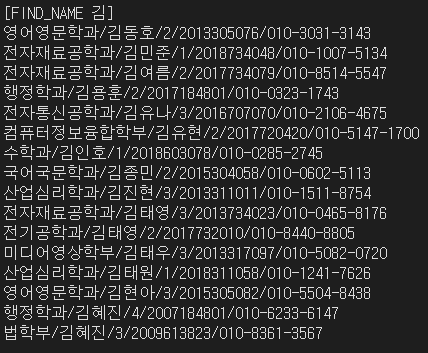 [FIND_NAME 김]
영어영문학과/김동호/2/2013305076/010-3031-3143
전자재료공학과/김민준/1/2018734048/010-1007-5134
전자재료공학과/김여름/2/2017734079/010-8514-5547
행정학과/김용훈/2/2017184801/010-0323-1743
전자통신공학과/김유나/3/2016707070/010-2106-4675
컴퓨터정보융합학부/김유현/2/2017720420/010-5147-1700
수학과/김인호/1/2018603078/010-0285-2745
국어국문학과/김종민/2/2015304058/010-0602-5113
산업심리학과/김진현/3/2013311011/010-1511-8754
전자재료공학과/김태영/3/2013734023/010-0465-8176
전기공학과/김태영/2/2017732010/010-8440-8805
미디어영상학부/김태우/3/2013317097/010-5082-0720
산업심리학과/김태원/1/2018311058/010-1241-7626
영어영문학과/김현아/3/2015305082/010-5504-8438
행정학과/김혜진/4/2007184801/010-6233-6147
법학부/김혜진/3/2009613823/010-8361-3567